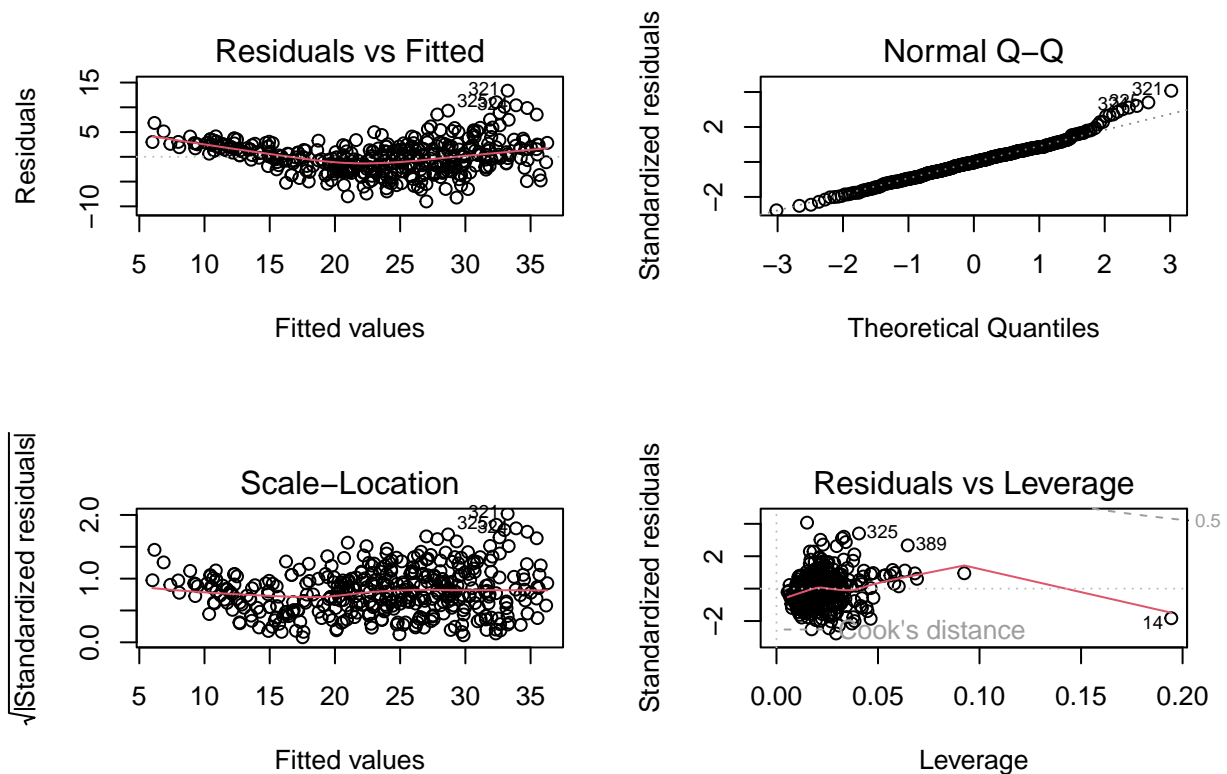 Residuals vs Fitted
Residuals
15
5
−10
321
325
324
5 10 15 20 25 30 35
Fitted values
Normal Q−Q
Standardized residuals
2
−2
321
−3 −2 −1 0 1 2 3
Theoretical Quantiles
Scale−Location
√|Standardized residuals|
2.0
1.0
0.0
321
325
5 10 15 20 25 30 35
Fitted values
Residuals vs Leverage
Standardized residuals
2
−2
0.5
325
389
14
Cook's distance
0.00 0.05 0.10 0.15 0.20
Leverage